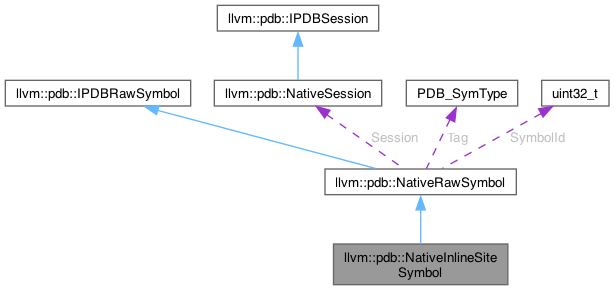 llvm::pdb::IPDBSession
llvm::pdb::IPDBRawSymbol
llvm::pdb::NativeSession
PDB_SymType
uint32_t
Session
Tag
SymbolId
llvm::pdb::NativeRawSymbol
llvm::pdb::NativeInlineSite
Symbol